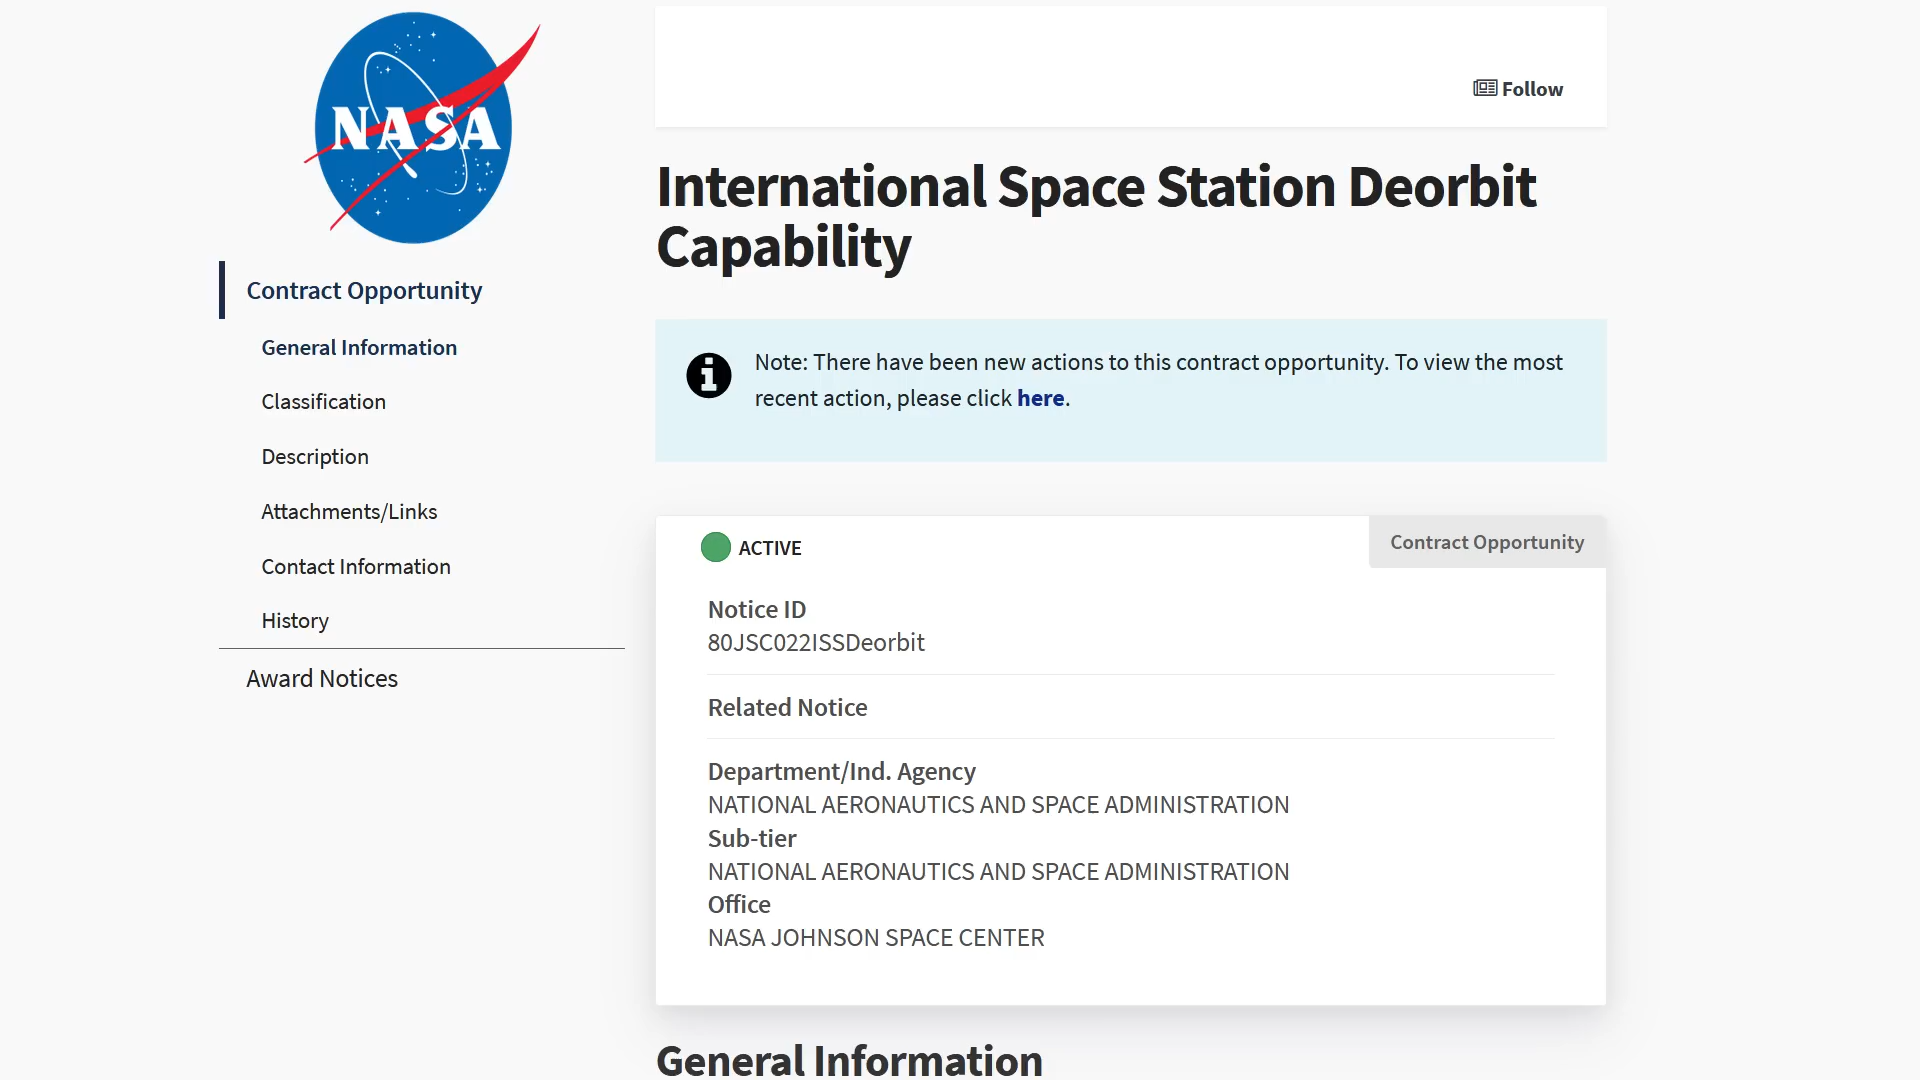 NASA
Contract Opportunity
General Information
Classification
Description
Attachments/Links
Contact Information
History
Award Notices
Follow
International Space Station Deorbit
Capability
Note: There have been new actions to this contract opportunity. To view the most
recent action, please click here.
ACTIVE
Contract Opportunity
Notice ID
80JSC022ISSDeorbit
Related Notice
Department/Ind. Agency
NATIONAL AERONAUTICS AND SPACE ADMINISTRATION
Sub-tier
NATIONAL AERONAUTICS AND SPACE ADMINISTRATION
Office
NASA JOHNSON SPACE CENTER
General Information